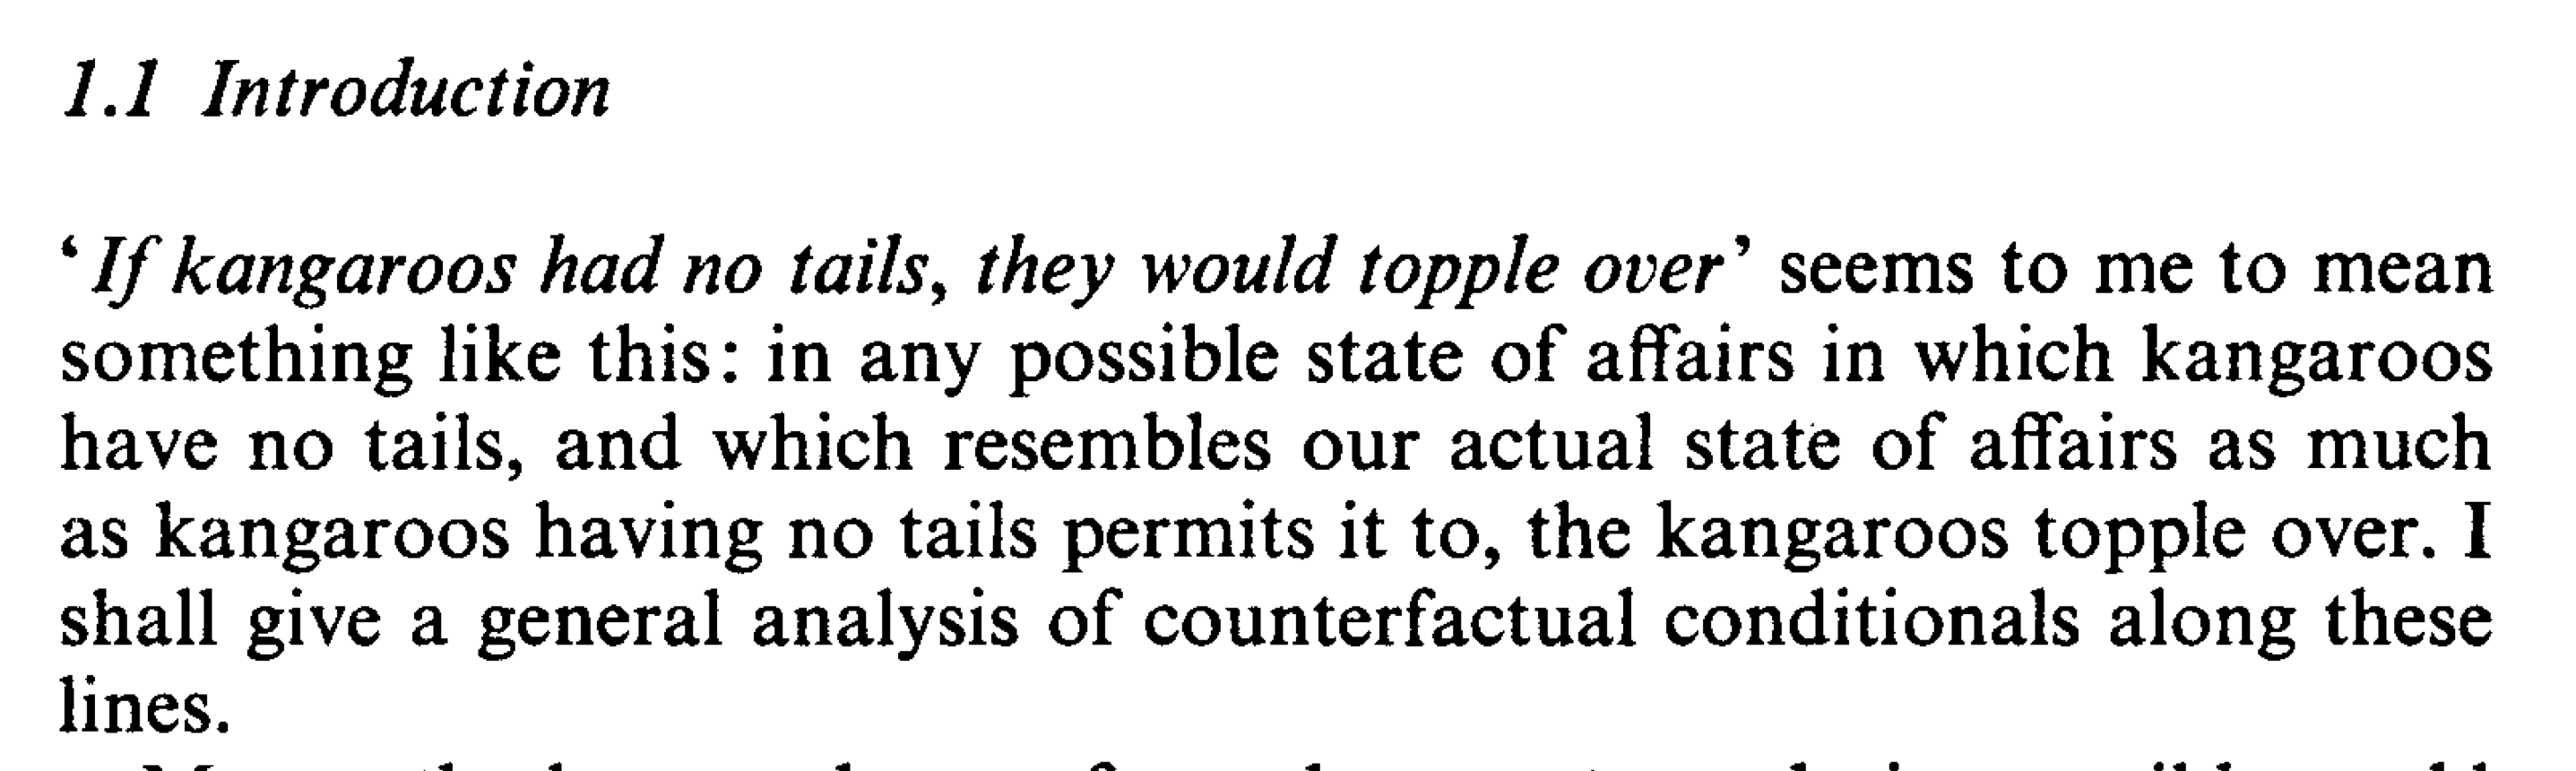 1.1 Introduction
‘If kangaroos had no tails, they would topple over’ seems to me to mean
something like this: in any possible state of affairs in which kangaroos
have no tails, and which resembles our actual state of affairs as much
as kangaroos having no tails permits it to, the kangaroos topple over. I
shall give a general analysis of counterfactual conditionals along these
lines.